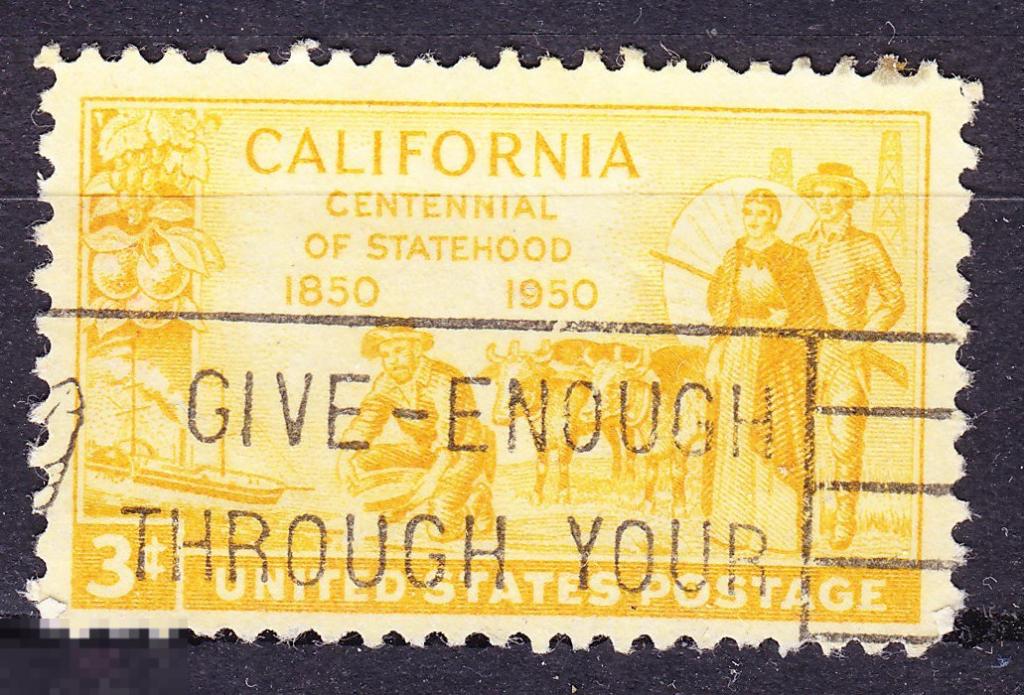 CALIFORNIA
CENTENNIAL
OF STATEHOOD
1850 1950
GIVE-ENOUGH
THROUGH YOUR
3¢ UNITED STATES POSTAGE